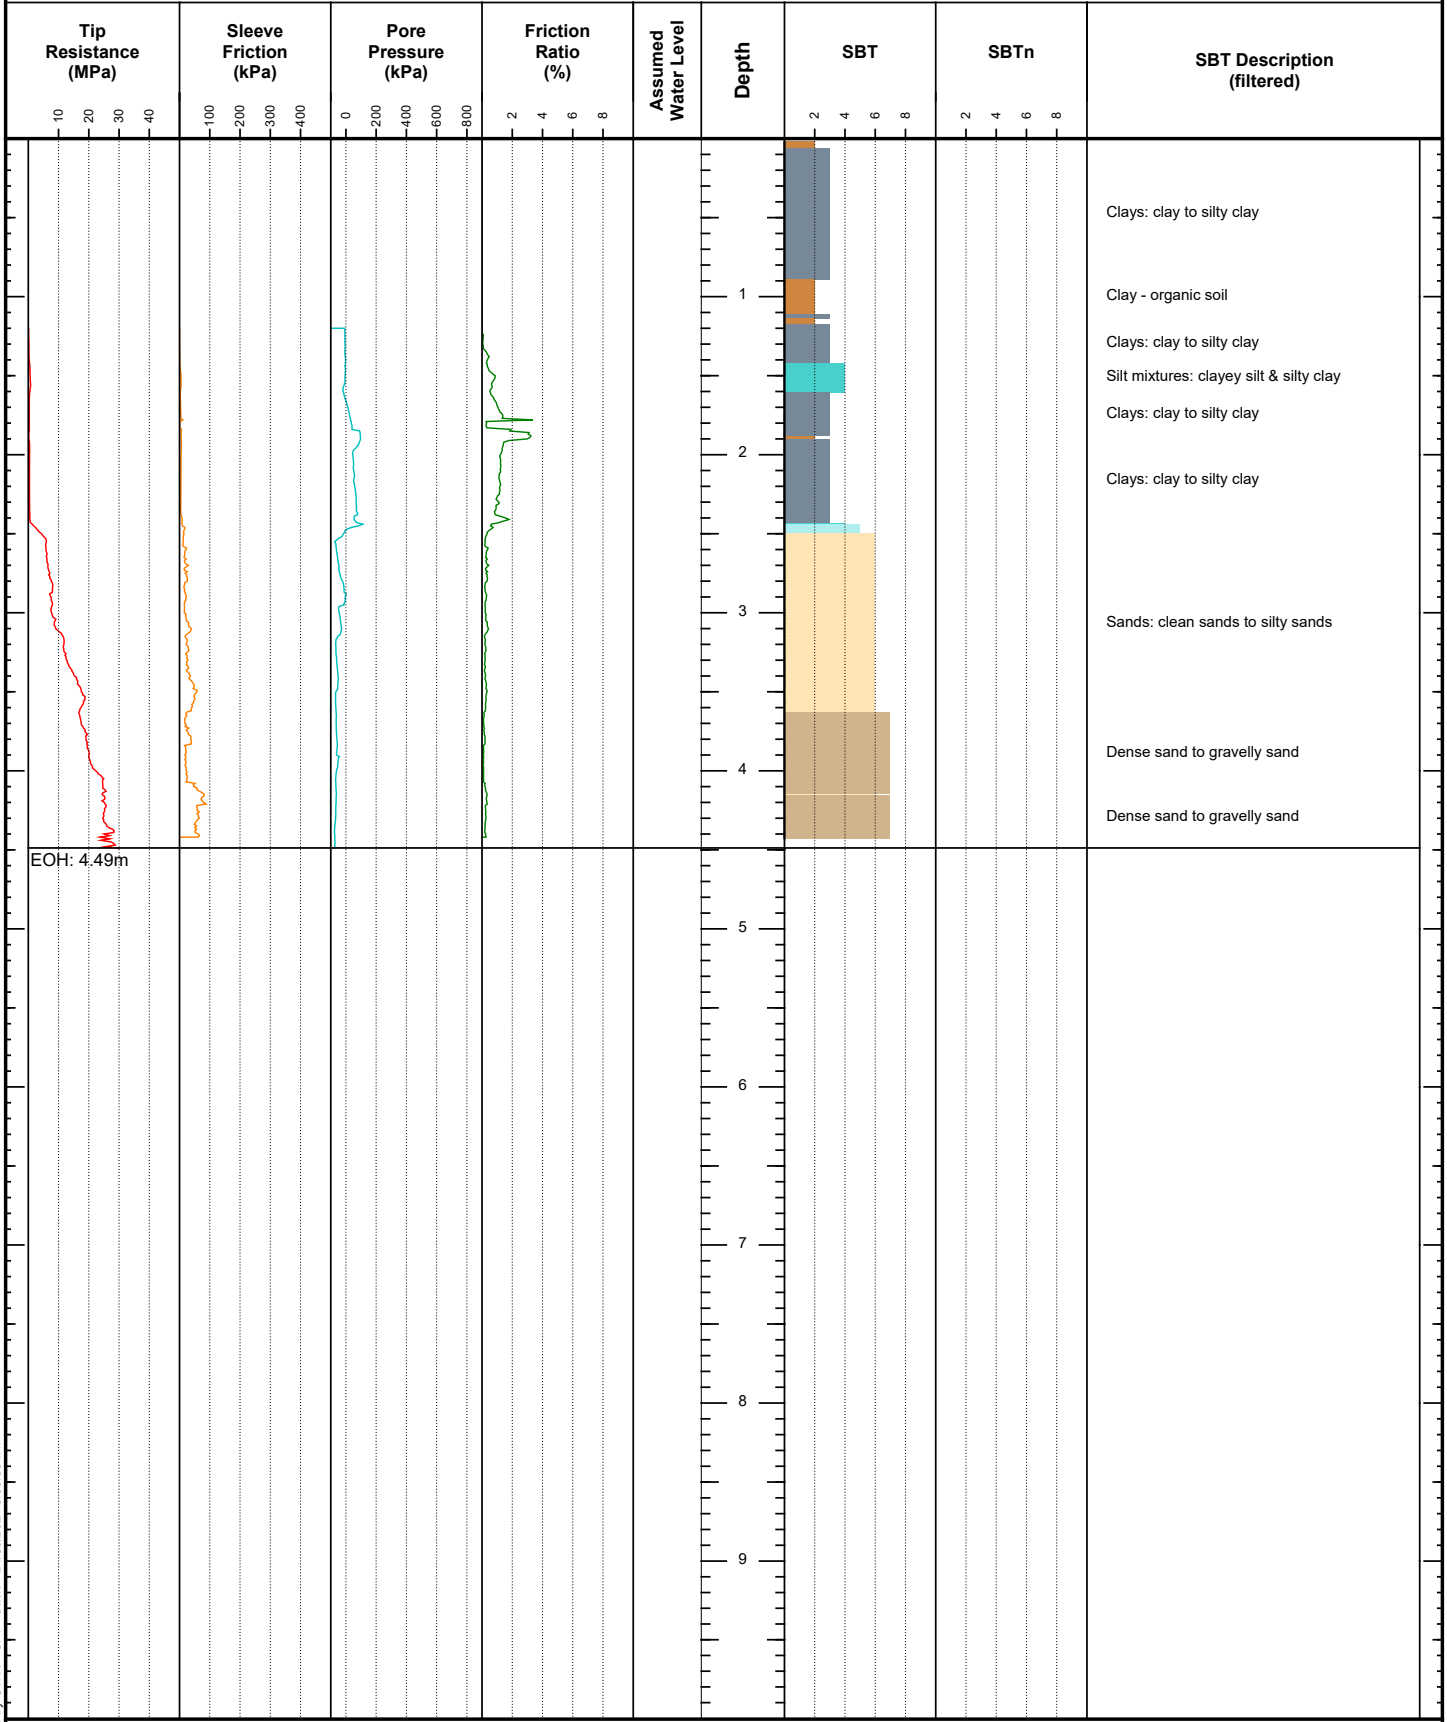 Tip
Resistance
(MPa)
Sleeve
Friction
(kPa)
Pore
Pressure
(kPa)
Friction
Ratio
(%)
Assumed
Water Level
Depth
SBT
SBTn
SBT Description
(filtered)
10 20 30 40
100 200 300 400
0 200 400 600 800
2 4 6 8
2 4 6 8
2 4 6 8
Clays: clay to silty clay
1
Clay - organic soil
Clays: clay to silty clay
Silt mixtures: clayey silt & silty clay
Clays: clay to silty clay
2
Clays: clay to silty clay
3
Sands: clean sands to silty sands
Dense sand to gravelly sand
4
Dense sand to gravelly sand
EOH: 4.49m
5
6
7
8
9